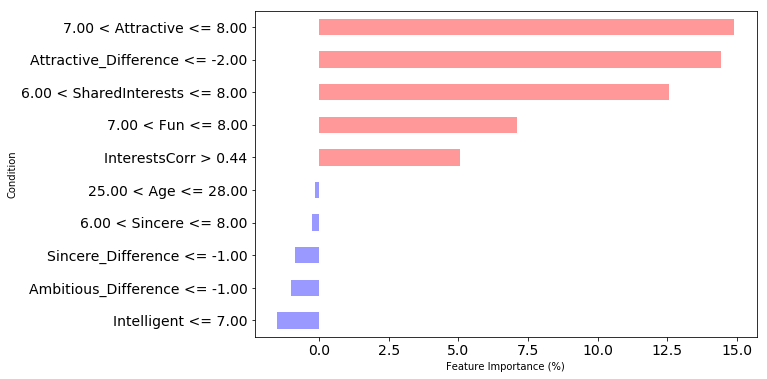 7.00 < Attractive <= 8.00
Attractive_Difference <= -2.00
6.00 < SharedInterests <= 8.00
7.00 < Fun <= 8.00
InterestsCorr > 0.44
25.00 < Age <= 28.00
6.00 < Sincere <= 8.00
Sincere_Difference <= -1.00
Ambitious_Difference <= -1.00
Intelligent <= 7.00
Condition
0.0 2.5 5.0 7.5 10.0 12.5 15.0
Feature Importance (%)